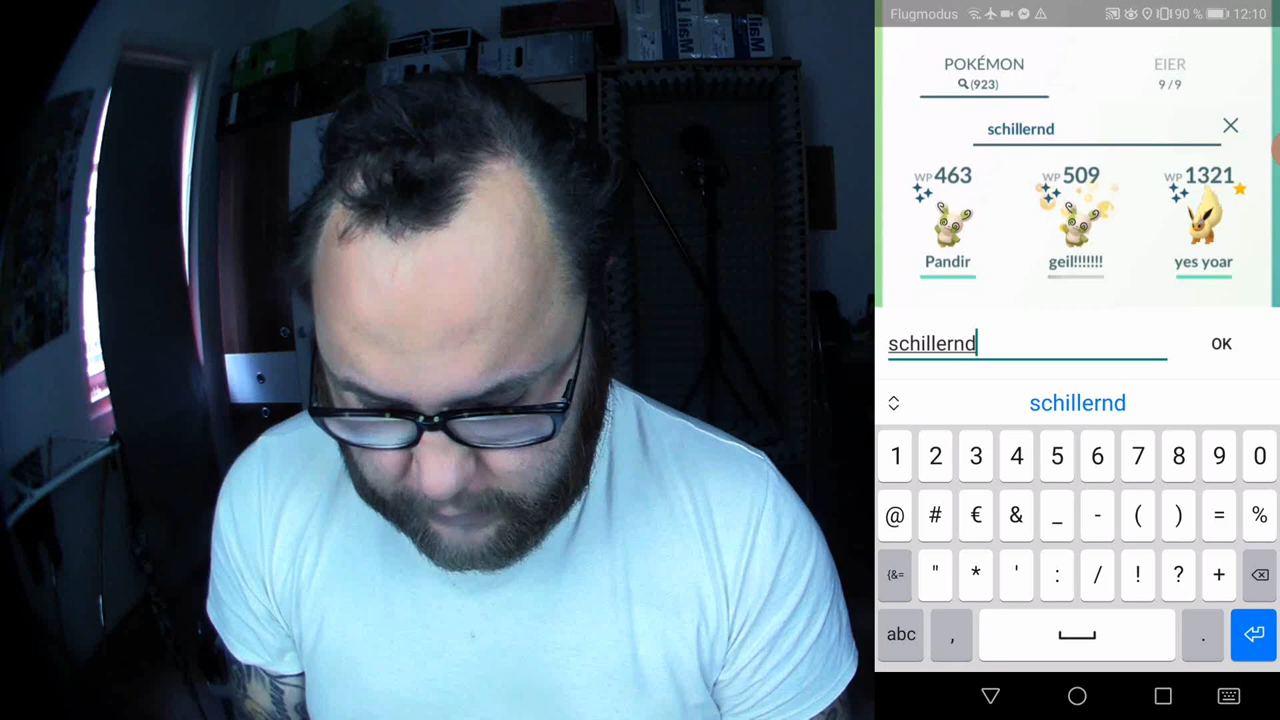 Flugmodus 90 % 12:10
POKÉMON EIER
(923) 9/9
schillernd
WP 463 WP 509 WP 1321
Pandir geil!!!!!!! yes yoar
schillernd OK
schillernd
1 2 3 4 5 6 7 8 9 0
@ # € & _ - ( ) = %
{&= " * ' : / ! ? +
abc , .